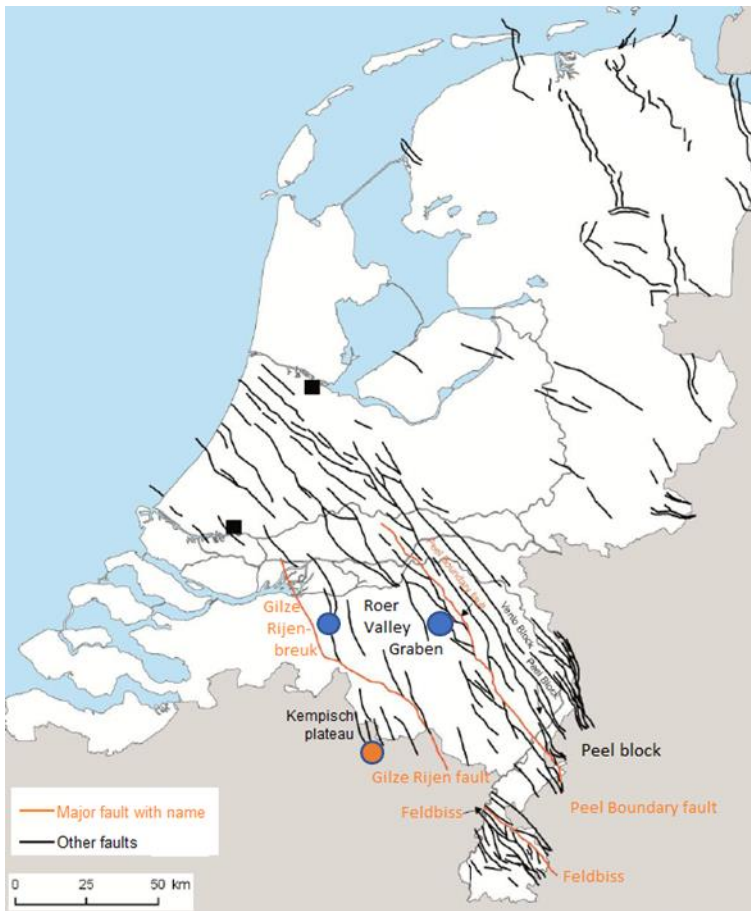 Peel Boundary fault
Gilze
Rijen-
breuk
Roer
Valley
Graben
Venlo Block
Peel Block
Kempisch
plateau
Peel block
Gilze Rijen fault
Major fault with name
Other faults
Feldbiss
Peel Boundary fault
Feldbiss
0 25 50 km